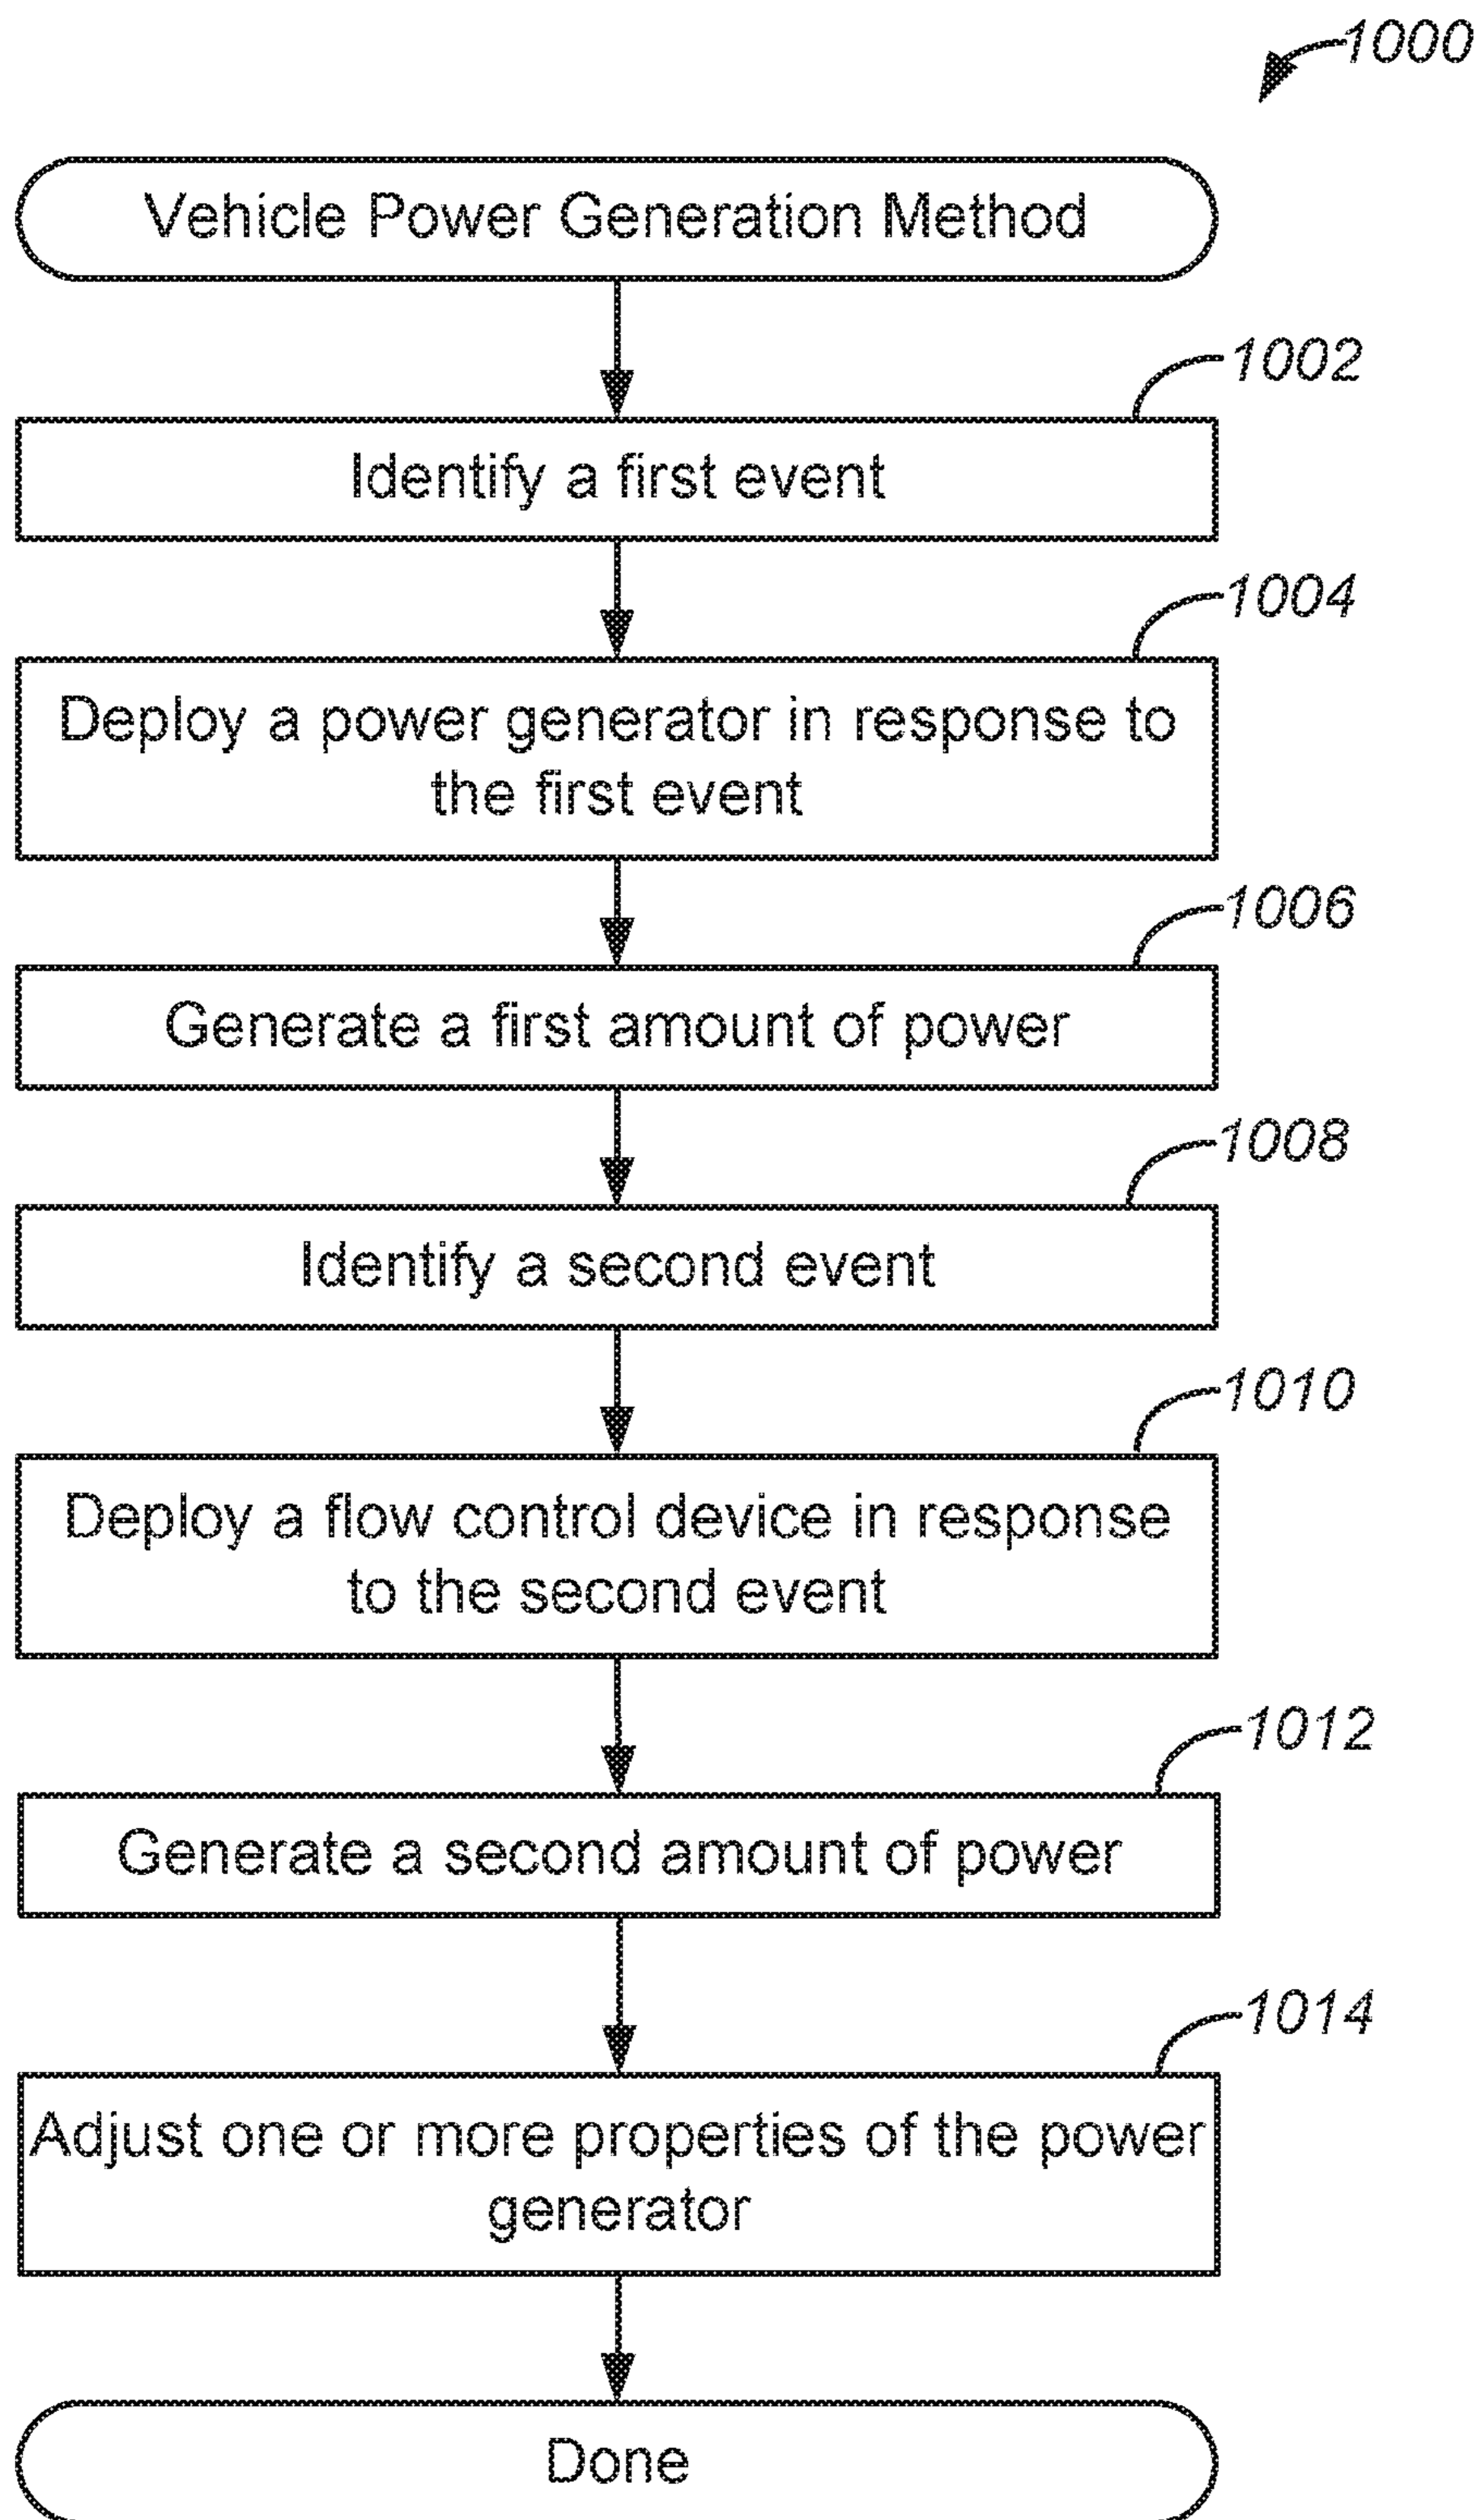 1000
Vehicle Power Generation Method
1002
Identify a first event
1004
Deploy a power generator in response to
the first event
1006
Generate a first amount of power
1008
Identify a second event
1010
Deploy a flow control device in response
to the second event
1012
Generate a second amount of power
1014
Adjust one or more properties of the power
generator
Done